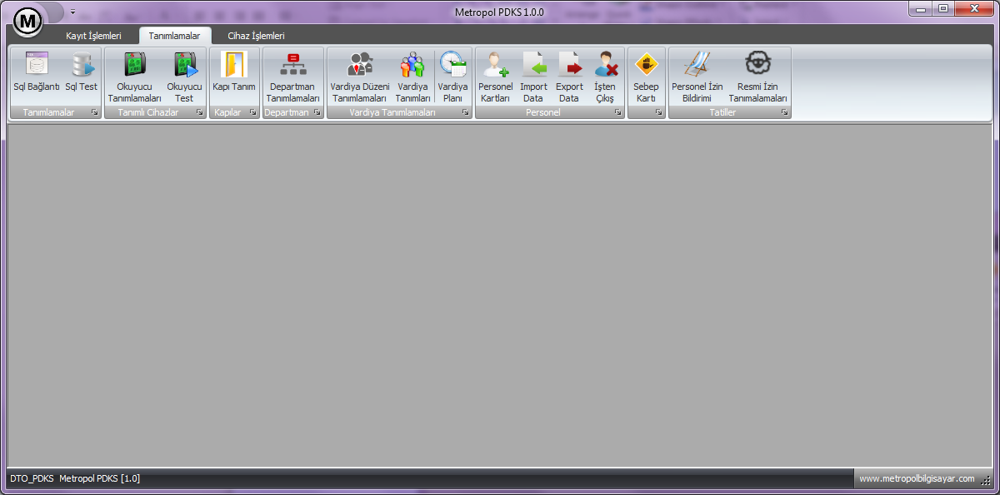 Metropol PDKS 1.0.0
M
Kayıt İşlemleri Tanımlamalar Cihaz İşlemleri
Sql Bağlantı Sql Test
Tanımlamalar
Okuyucu Tanımlamaları
Okuyucu Test
Tanımlı Cihazlar
Kapı Tanım
Kapılar
Departman Tanımlamaları
Departman
Vardiya Düzeni Tanımlamaları
Vardiya Tanımları
Vardiya Planı
Vardiya Tanımlamaları
Personel Kartları
Import Data
Export Data
İşten Çıkış
Personel
Sebep Kartı
Personel İzin Bildirimi
Resmi İzin Tanımalamaları
Tatiller
DTO_PDKS Metropol PDKS [1.0]
www.metropolbilgisayar.com